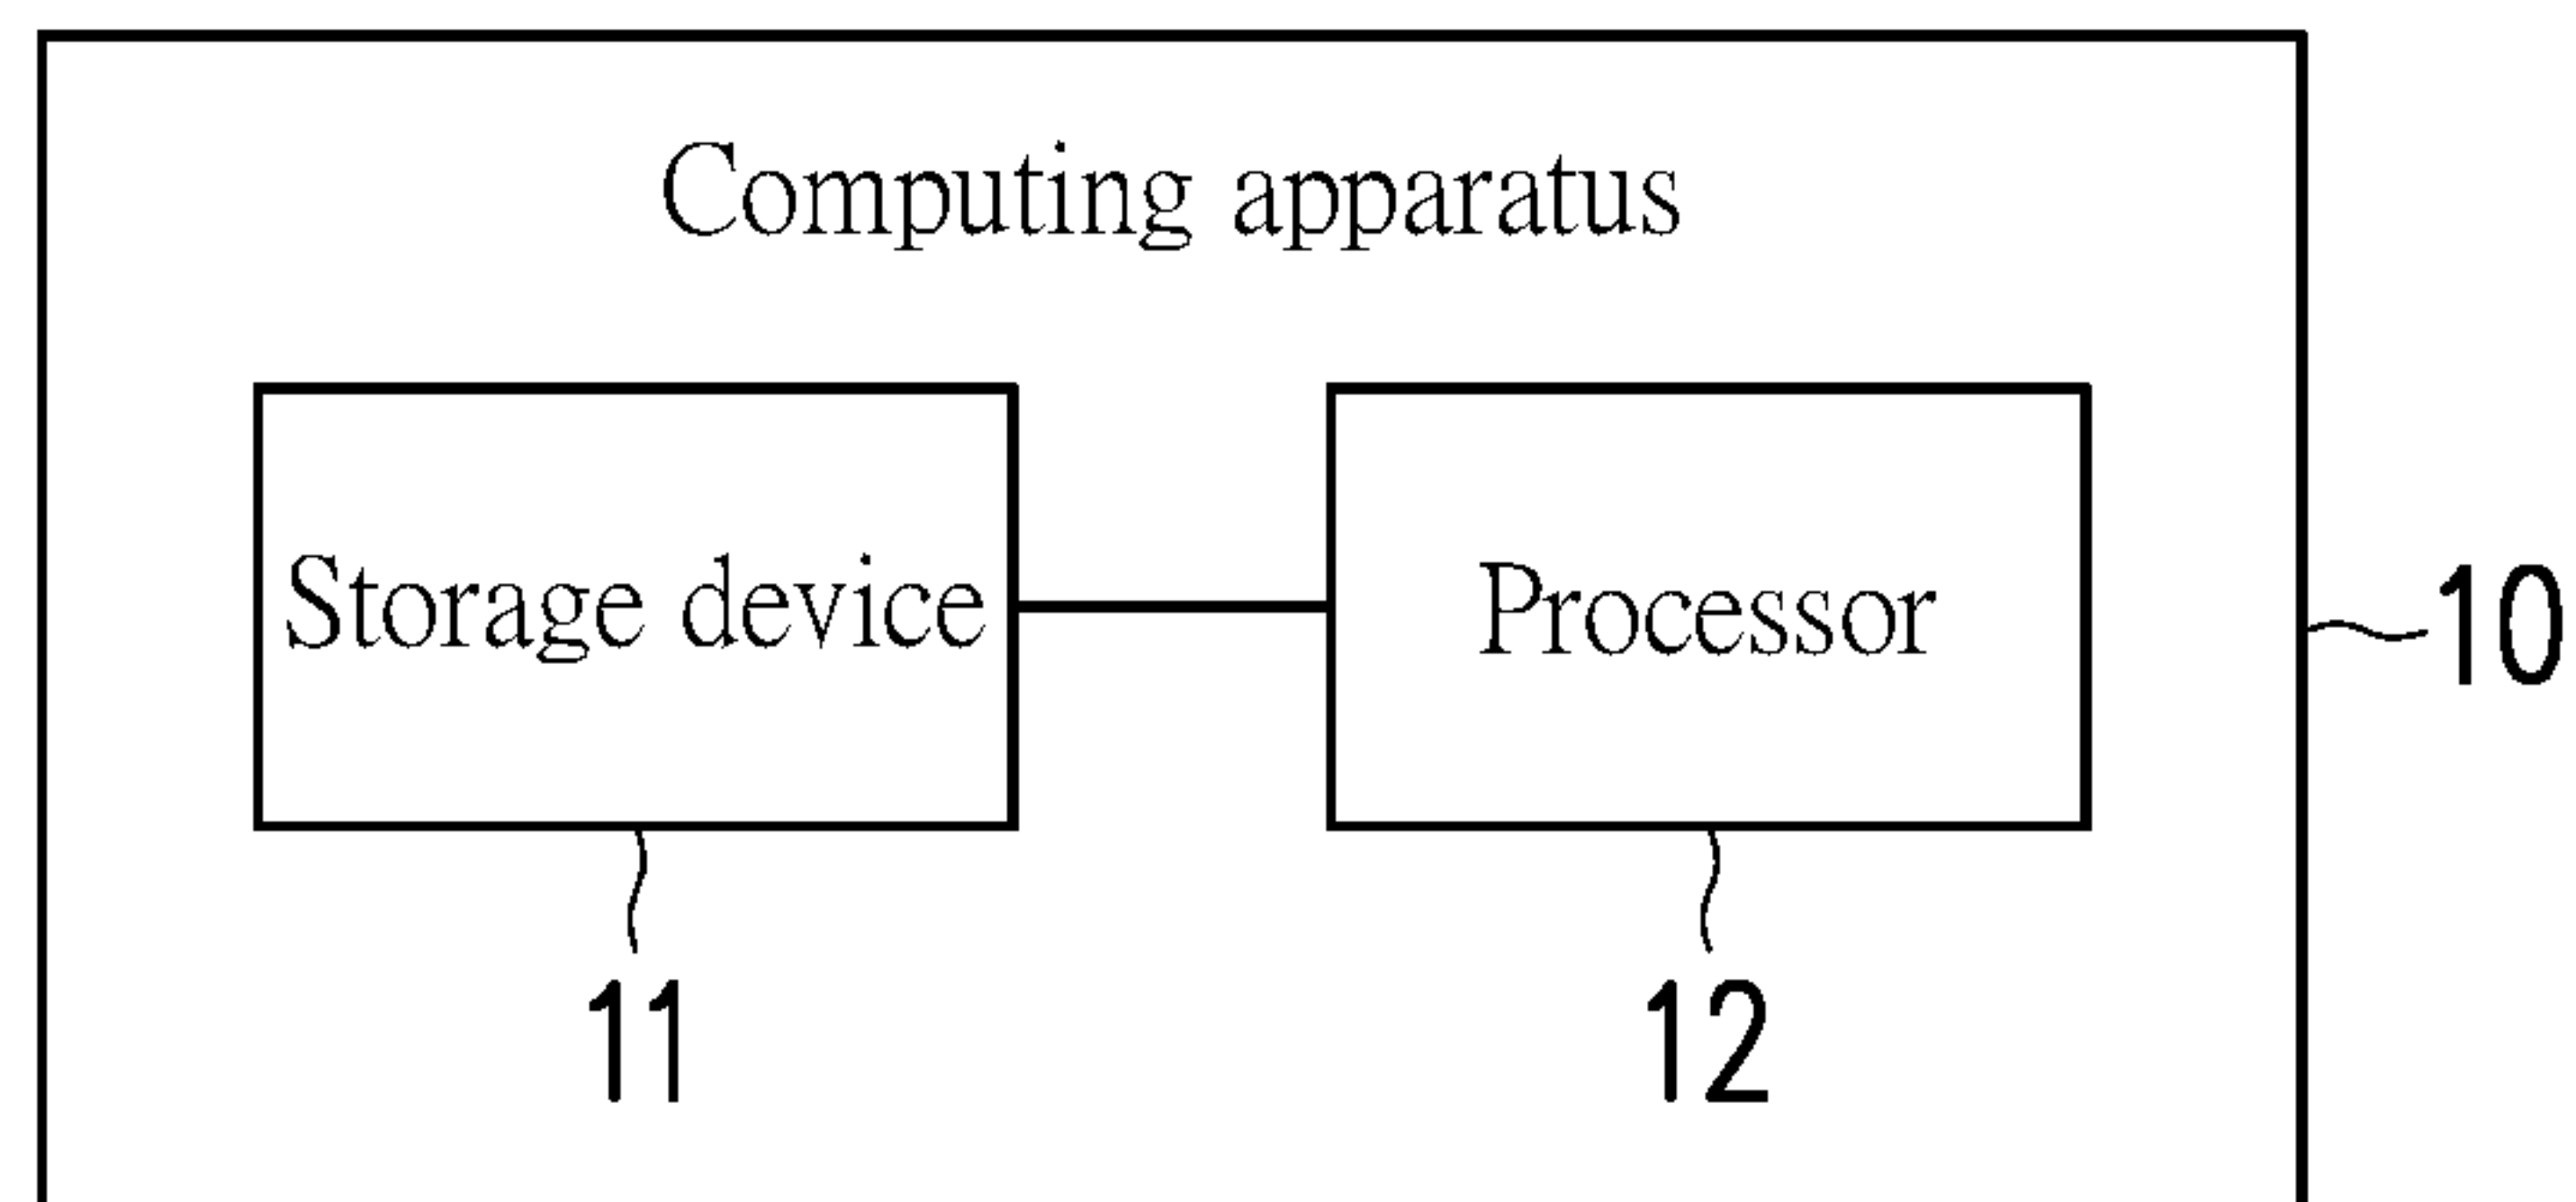 Computing apparatus
Storage device
Processor
10
11
12